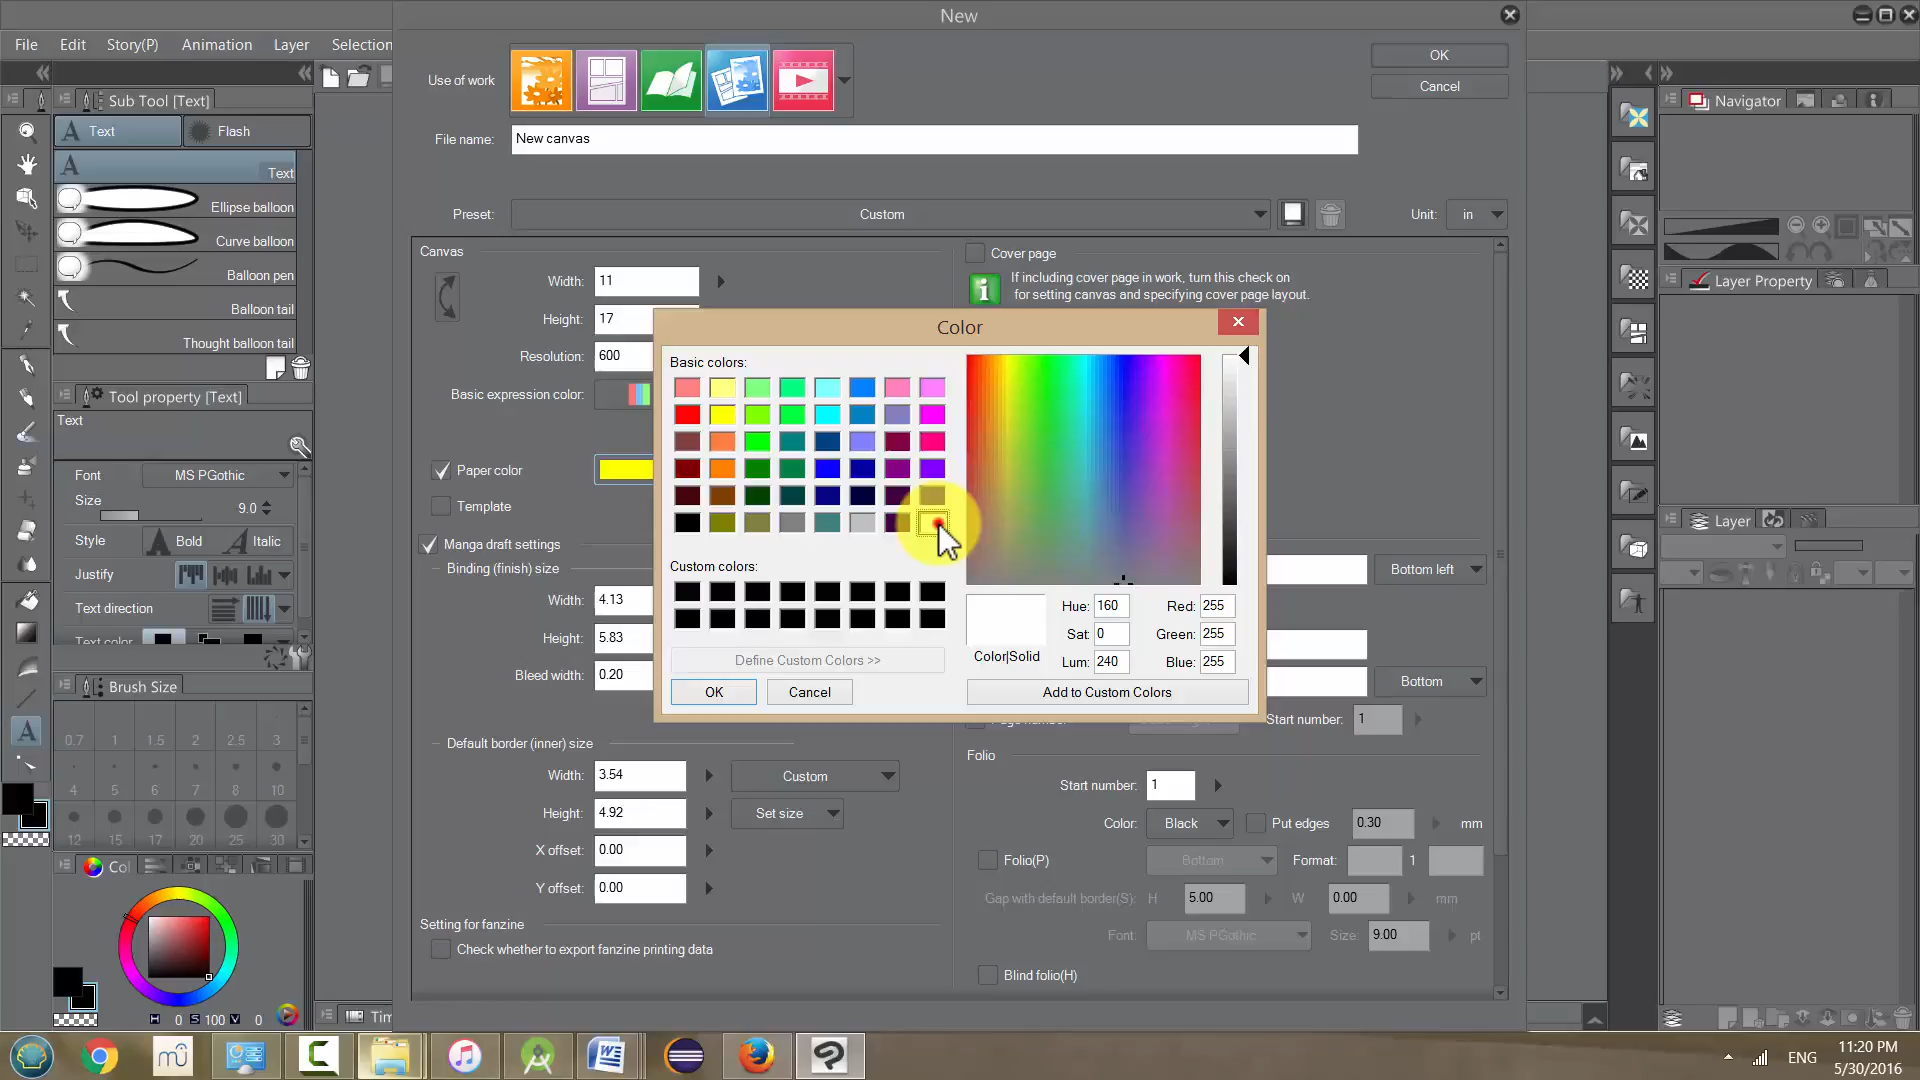 New
File Edit Story(P) Animation Layer Selection
Use of work
OK
Cancel
Sub Tool [Text]
Navigator
Text Flash
File name: New canvas
Text
Ellipse balloon
Preset: Custom Unit: in
Curve balloon
Canvas
Cover page
Balloon pen
Width: 11
If including cover page in work, turn this check on
for setting canvas and specifying cover page layout.
Layer Property
Balloon tail
Height: 17
Thought balloon tail
Color
Resolution: 600
Basic colors:
Tool property [Text]
Basic expression color:
Text
Font MS PGothic
Paper color
Size 9.0
Template
Style Bold Italic
Layer
Manga draft settings
Custom colors:
Binding (finish) size
Bottom left
Justify
Width: 4.13
Hue: 160 Red: 255
Text direction
Sat: 0 Green: 255
Height: 5.83
Text color
Color|Solid
Lum: 240 Blue: 255
Define Custom Colors >>
Bleed width: 0.20
Bottom
Brush Size
OK Cancel Add to Custom Colors
Page number Start number: 1
0.7 1 1.5 2 2.5 3
Default border (inner) size
Folio
4 5 6 7 8 10
Width: 3.54 Custom
Start number: 1
Height: 4.92 Set size
Color: Black Put edges 0.30 mm
12 15 17 20 25 30
X offset: 0.00
Folio(P) Bottom Format: 1
Col
Y offset: 0.00
Gap with default border(S): H 5.00 W 0.00 mm
Setting for fanzine
Font: MS PGothic Size: 9.00 pt
Check whether to export fanzine printing data
Blind folio(H)
H 0 S 100 V 0
Tim
ENG
11:20 PM
5/30/2016